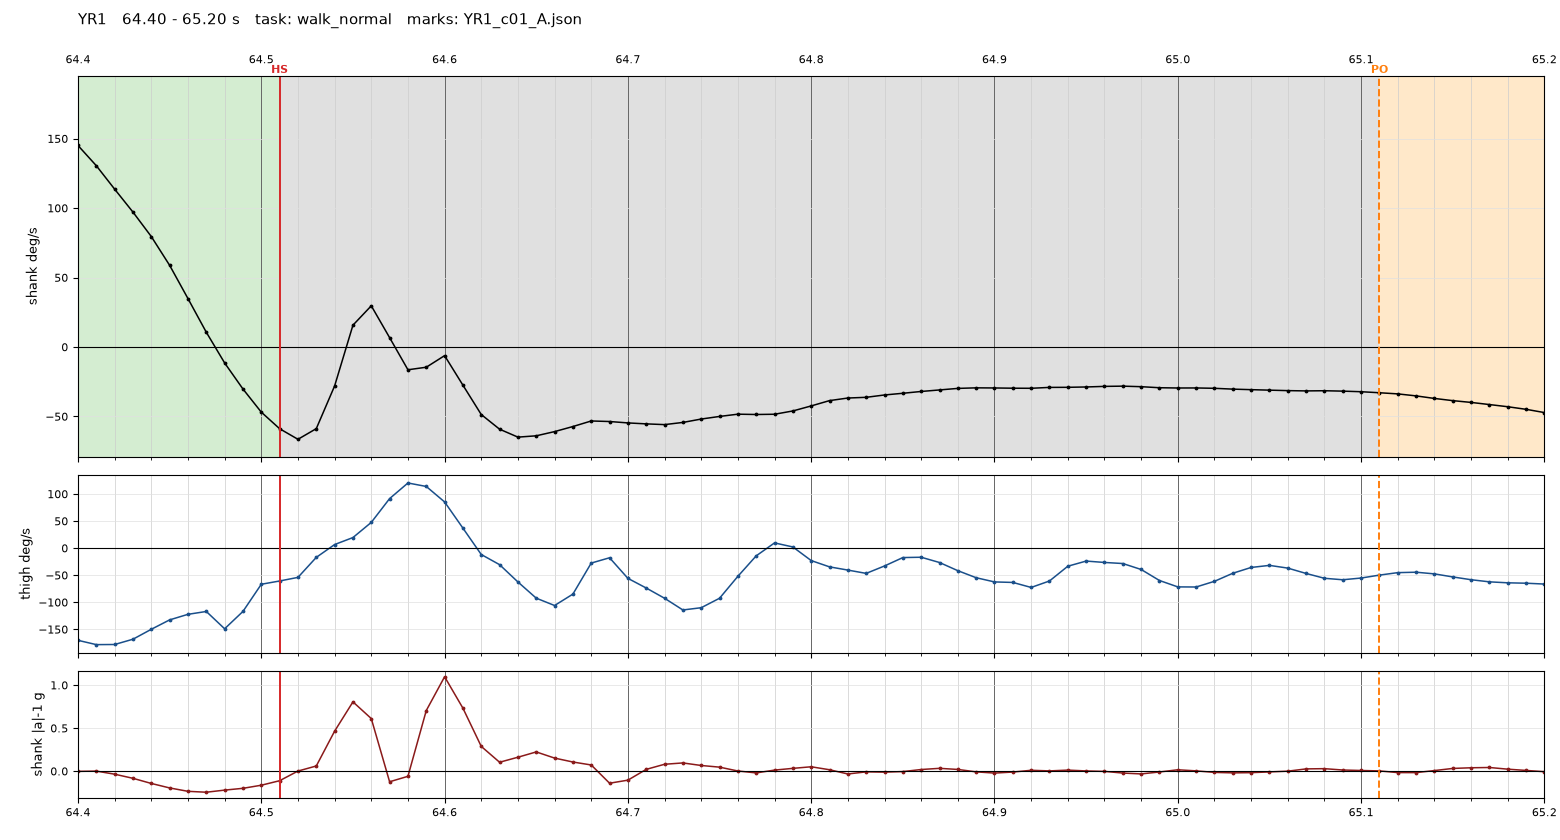 YR1   64.40 - 65.20 s   task: walk_normal   marks: YR1_c01_A.json
64.4 64.5 64.6 64.7 64.8 64.9 65.0 65.1 65.2
HS PO
shank deg/s
150
100
50
0
−50
thigh deg/s
100
50
0
−50
−100
−150
shank |a|-1 g
1.0
0.5
0.0
64.4 64.5 64.6 64.7 64.8 64.9 65.0 65.1 65.2